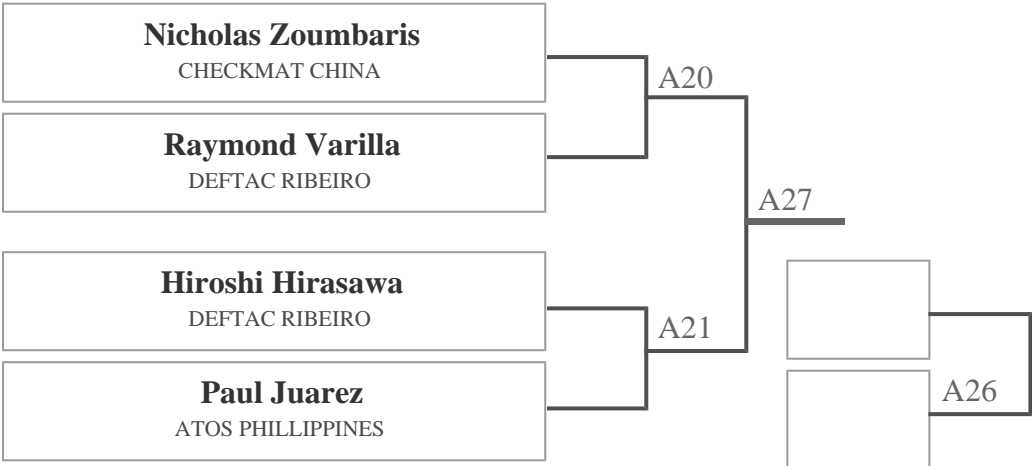 Nicholas Zoumbaris
CHECKMAT CHINA
A20
Raymond Varilla
DEFTAC RIBEIRO
A27
Hiroshi Hirasawa
DEFTAC RIBEIRO
A21
Paul Juarez
ATOS PHILLIPPINES
A26